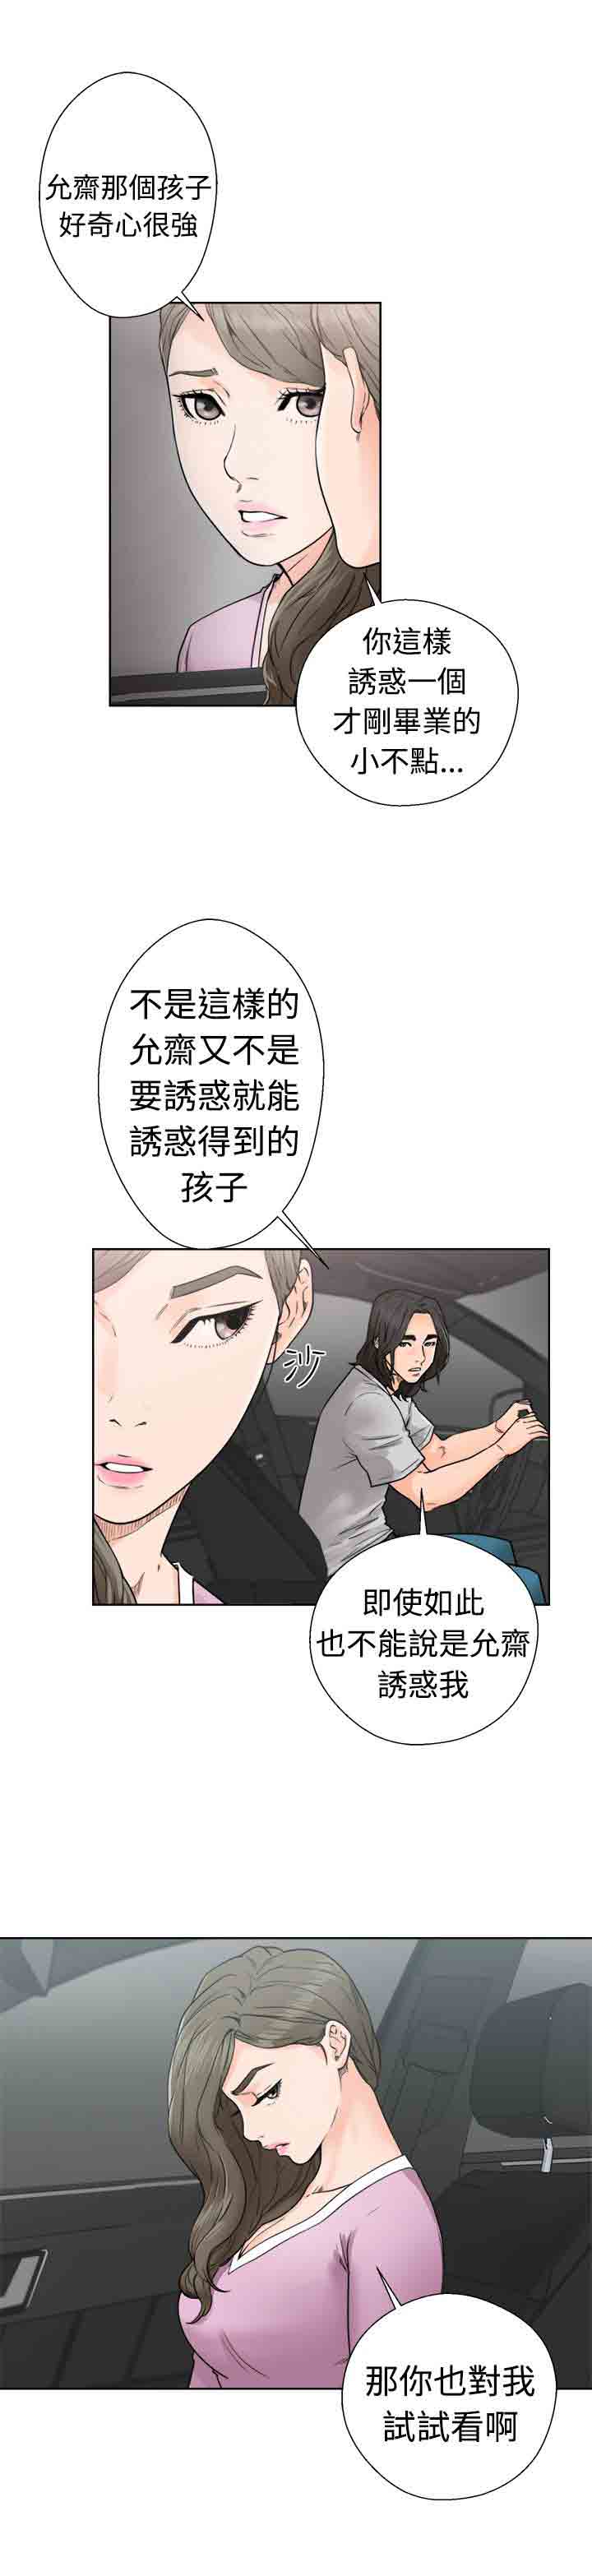 允齋那個孩子
好奇心很強
你這樣
誘惑一個
才剛畢業的
小不點...
不是這樣的
允齋又不是
要誘惑就能
誘惑得到的
孩子
沙
即使如此
也不能說是允齋
誘惑我
那你也對我
試試看啊